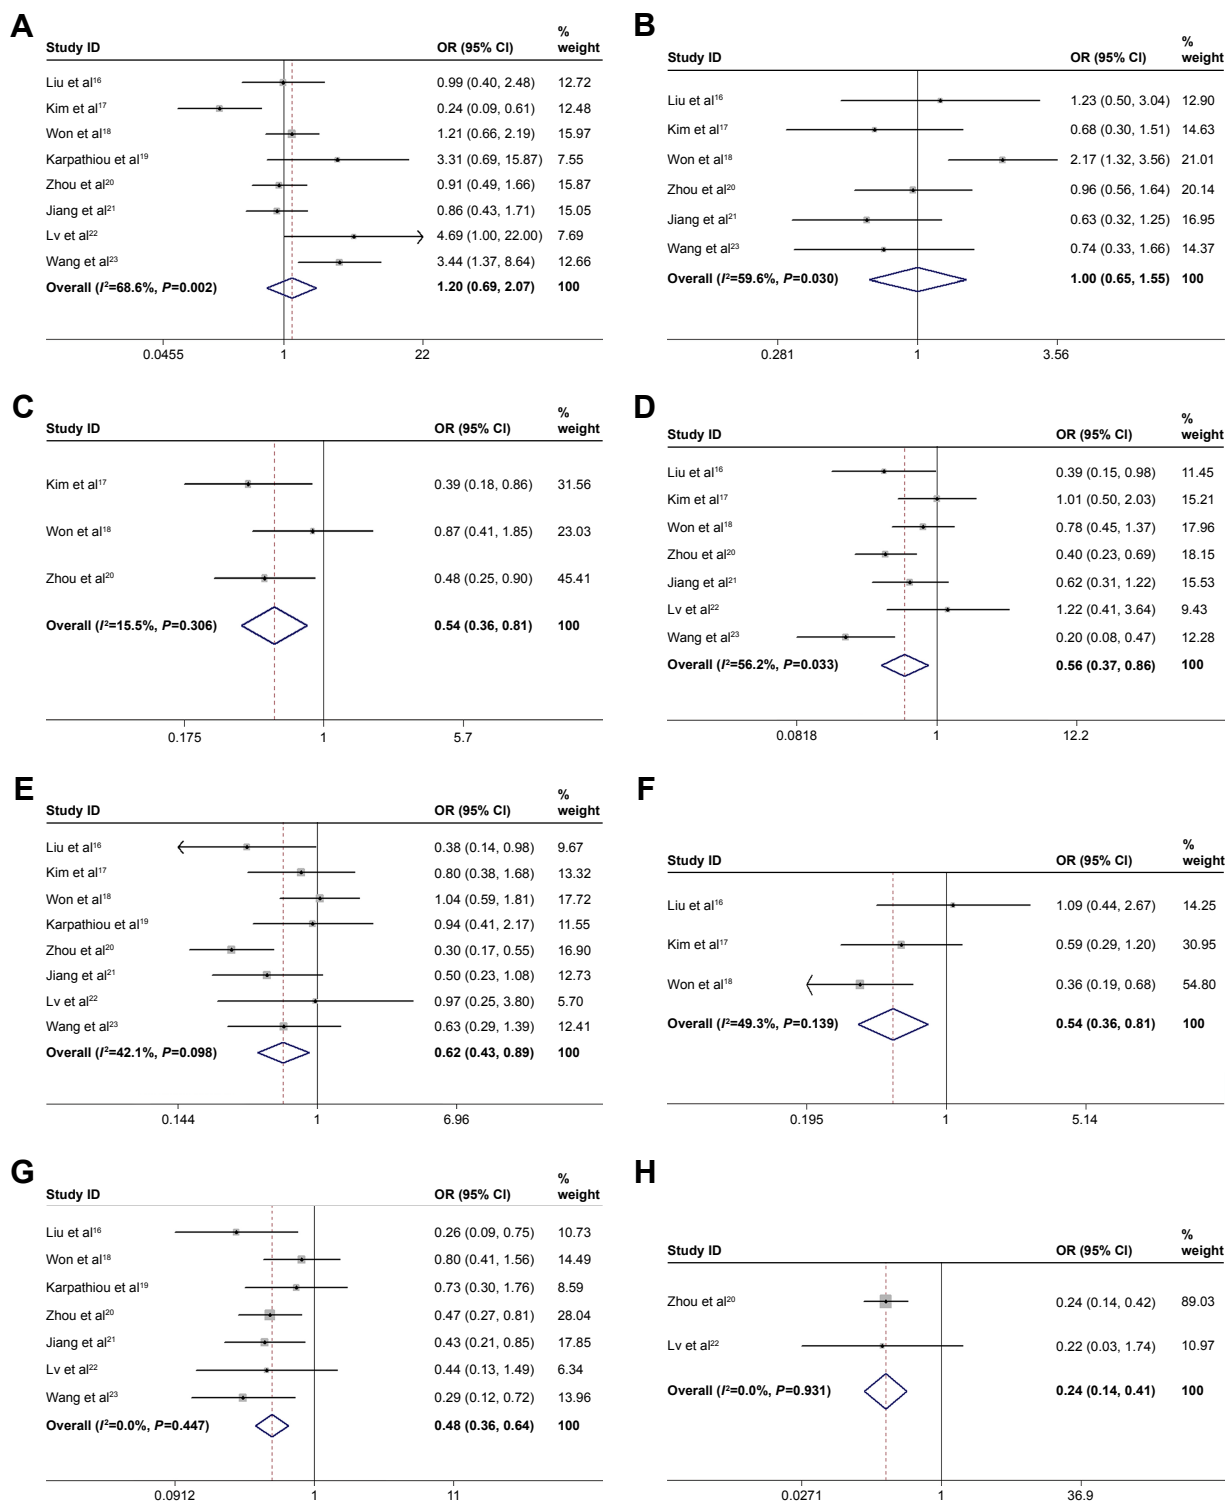 A
Study ID OR (95% CI) % weight
Liu et al16 0.99 (0.40, 2.48) 12.72
Kim et al17 0.24 (0.09, 0.61) 12.48
Won et al18 1.21 (0.66, 2.19) 15.97
Karpathiou et al19 3.31 (0.69, 15.87) 7.55
Zhou et al20 0.91 (0.49, 1.66) 15.87
Jiang et al21 0.86 (0.43, 1.71) 15.05
Lv et al22 4.69 (1.00, 22.00) 7.69
Wang et al23 3.44 (1.37, 8.64) 12.66
Overall (I2=68.6%, P=0.002) 1.20 (0.69, 2.07) 100
0.0455 1 22
B
Study ID OR (95% CI) % weight
Liu et al16 1.23 (0.50, 3.04) 12.90
Kim et al17 0.68 (0.30, 1.51) 14.63
Won et al18 2.17 (1.32, 3.56) 21.01
Zhou et al20 0.96 (0.56, 1.64) 20.14
Jiang et al21 0.63 (0.32, 1.25) 16.95
Wang et al23 0.74 (0.33, 1.66) 14.37
Overall (I2=59.6%, P=0.030) 1.00 (0.65, 1.55) 100
0.281 1 3.56
C
Study ID OR (95% CI) % weight
Kim et al17 0.39 (0.18, 0.86) 31.56
Won et al18 0.87 (0.41, 1.85) 23.03
Zhou et al20 0.48 (0.25, 0.90) 45.41
Overall (I2=15.5%, P=0.306) 0.54 (0.36, 0.81) 100
0.175 1 5.7
D
Study ID OR (95% CI) % weight
Liu et al16 0.39 (0.15, 0.98) 11.45
Kim et al17 1.01 (0.50, 2.03) 15.21
Won et al18 0.78 (0.45, 1.37) 17.96
Zhou et al20 0.40 (0.23, 0.69) 18.15
Jiang et al21 0.62 (0.31, 1.22) 15.53
Lv et al22 1.22 (0.41, 3.64) 9.43
Wang et al23 0.20 (0.08, 0.47) 12.28
Overall (I2=56.2%, P=0.033) 0.56 (0.37, 0.86) 100
0.0818 1 12.2
E
Study ID OR (95% CI) % weight
Liu et al16 0.38 (0.14, 0.98) 9.67
Kim et al17 0.80 (0.38, 1.68) 13.32
Won et al18 1.04 (0.59, 1.81) 17.72
Karpathiou et al19 0.94 (0.41, 2.17) 11.55
Zhou et al20 0.30 (0.17, 0.55) 16.90
Jiang et al21 0.50 (0.23, 1.08) 12.73
Lv et al22 0.97 (0.25, 3.80) 5.70
Wang et al23 0.63 (0.29, 1.39) 12.41
Overall (I2=42.1%, P=0.098) 0.62 (0.43, 0.89) 100
0.144 1 6.96
F
Study ID OR (95% CI) % weight
Liu et al16 1.09 (0.44, 2.67) 14.25
Kim et al17 0.59 (0.29, 1.20) 30.95
Won et al18 0.36 (0.19, 0.68) 54.80
Overall (I2=49.3%, P=0.139) 0.54 (0.36, 0.81) 100
0.195 1 5.14
G
Study ID OR (95% CI) % weight
Liu et al16 0.26 (0.09, 0.75) 10.73
Won et al18 0.80 (0.41, 1.56) 14.49
Karpathiou et al19 0.73 (0.30, 1.76) 8.59
Zhou et al20 0.47 (0.27, 0.81) 28.04
Jiang et al21 0.43 (0.21, 0.85) 17.85
Lv et al22 0.44 (0.13, 1.49) 6.34
Wang et al23 0.29 (0.12, 0.72) 13.96
Overall (I2=0.0%, P=0.447) 0.48 (0.36, 0.64) 100
0.0912 1 11
H
Study ID OR (95% CI) % weight
Zhou et al20 0.24 (0.14, 0.42) 89.03
Lv et al22 0.22 (0.03, 1.74) 10.97
Overall (I2=0.0%, P=0.931) 0.24 (0.14, 0.41) 100
0.0271 1 36.9